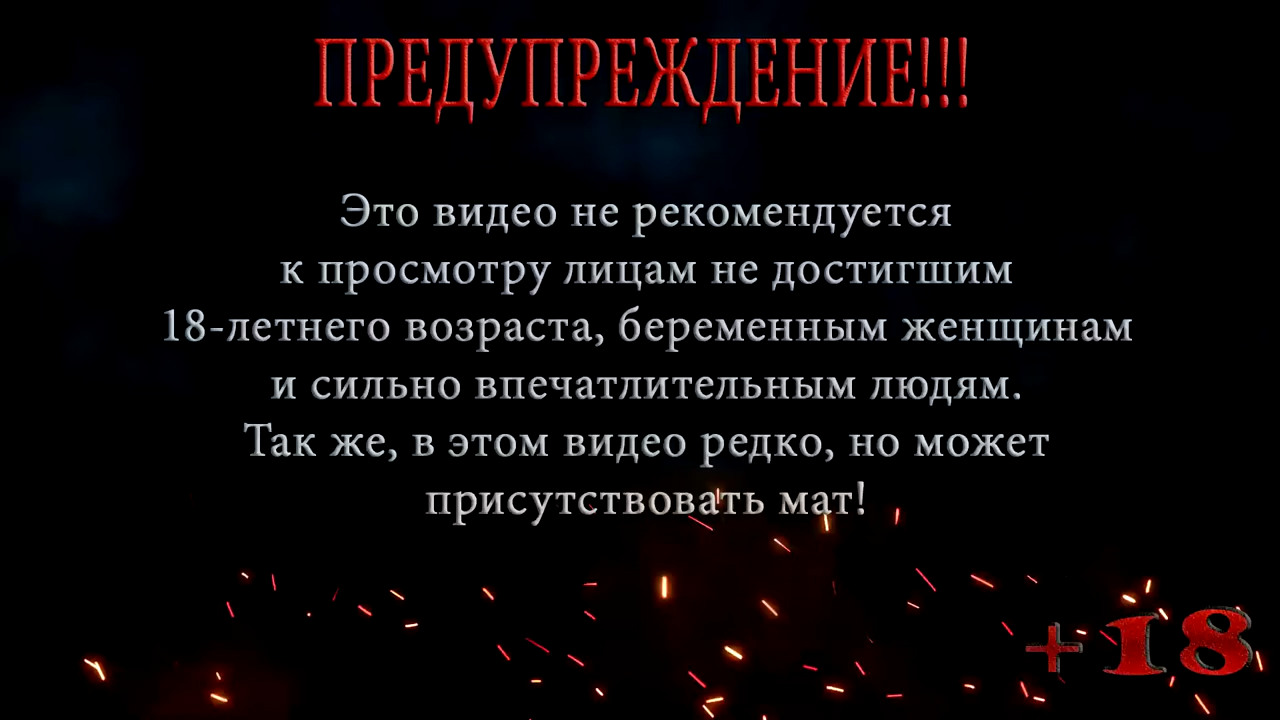 ПРЕДУПРЕЖДЕНИЕ!!!
Это видео не рекомендуется
к просмотру лицам не достигшим
18-летнего возраста, беременным женщинам
и сильно впечатлительным людям.
Так же, в этом видео редко, но может
присутствовать мат!
+18